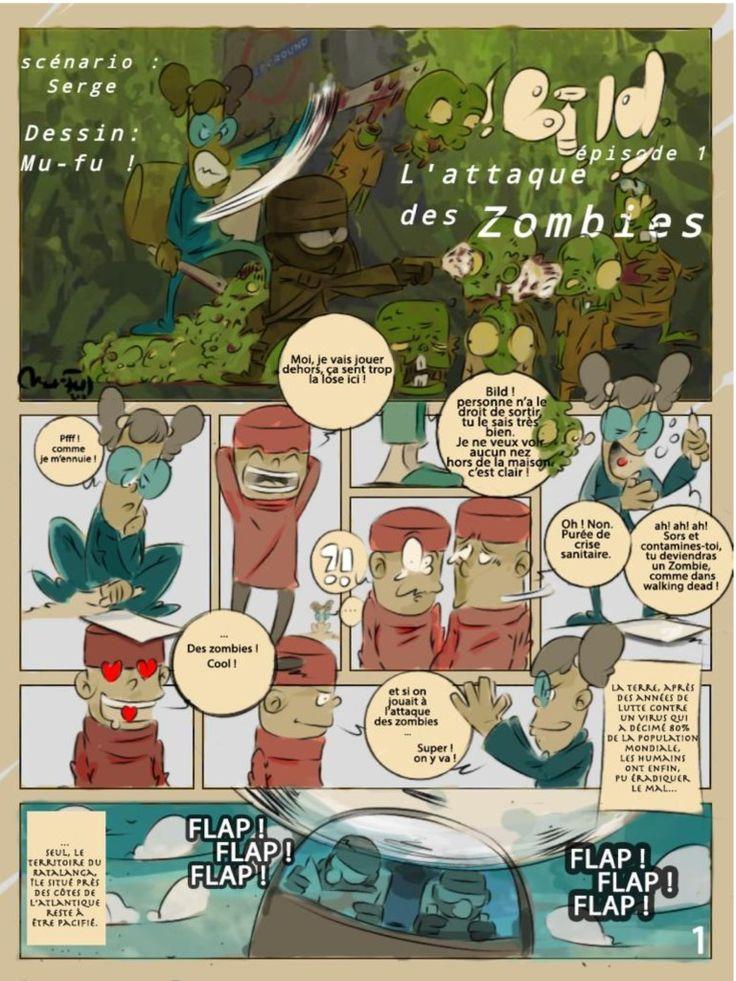 scénario :
Serge
Dessin:
Mu-fu !
Bild
épisode 1
L'attaque
des Zombies
Moi, je vais jouer
dehors, ça sent trop
la lose ici !
Pfff !
comme
je m'ennuie !
Bild !
personne n'a le
droit de sortir,
tu le sais très
bien.
Je ne veux voir
aucun nez
hors de la maison,
c'est clair !
?!
...
Oh ! Non.
Purée de
crise
sanitaire.
ah! ah! ah!
Sors et
contamines-toi,
tu deviendras
un Zombie,
comme dans
walking dead !
...
Des zombies !
Cool !
et si on
jouait à
l'attaque
des zombies
...
Super !
on y va !
LA TERRE, APRÈS
DES ANNÉES DE
LUTTE CONTRE
UN VIRUS QUI
A DÉCIMÉ 80%
DE LA POPULATION
MONDIALE,
LES HUMAINS
ONT ENFIN,
PU ÉRADIQUER
LE MAL...
...
SEUL, LE
TERRITOIRE DU
RATALANGA,
ÎLE SITUÉ PRÈS
DES CÔTES DE
L'ATLANTIQUE
RESTE À
ÊTRE PACIFIÉ.
FLAP !
FLAP !
FLAP !
FLAP !
FLAP !
FLAP !
1